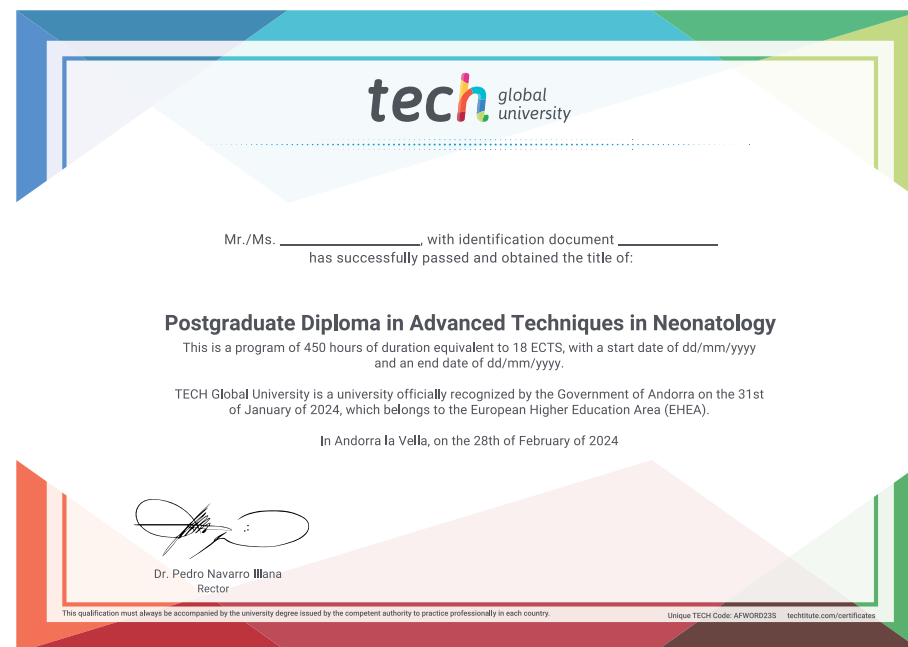 tech global university
Mr./Ms. ____________________, with identification document ______________
has successfully passed and obtained the title of:
Postgraduate Diploma in Advanced Techniques in Neonatology
This is a program of 450 hours of duration equivalent to 18 ECTS, with a start date of dd/mm/yyyy
and an end date of dd/mm/yyyy.
TECH Global University is a university officially recognized by the Government of Andorra on the 31st
of January of 2024, which belongs to the European Higher Education Area (EHEA).
In Andorra la Vella, on the 28th of February of 2024
Dr. Pedro Navarro Illana
Rector
This qualification must always be accompanied by the university degree issued by the competent authority to practice professionally in each country.
Unique TECH Code: AFWORD23S techtitute.com/certificates